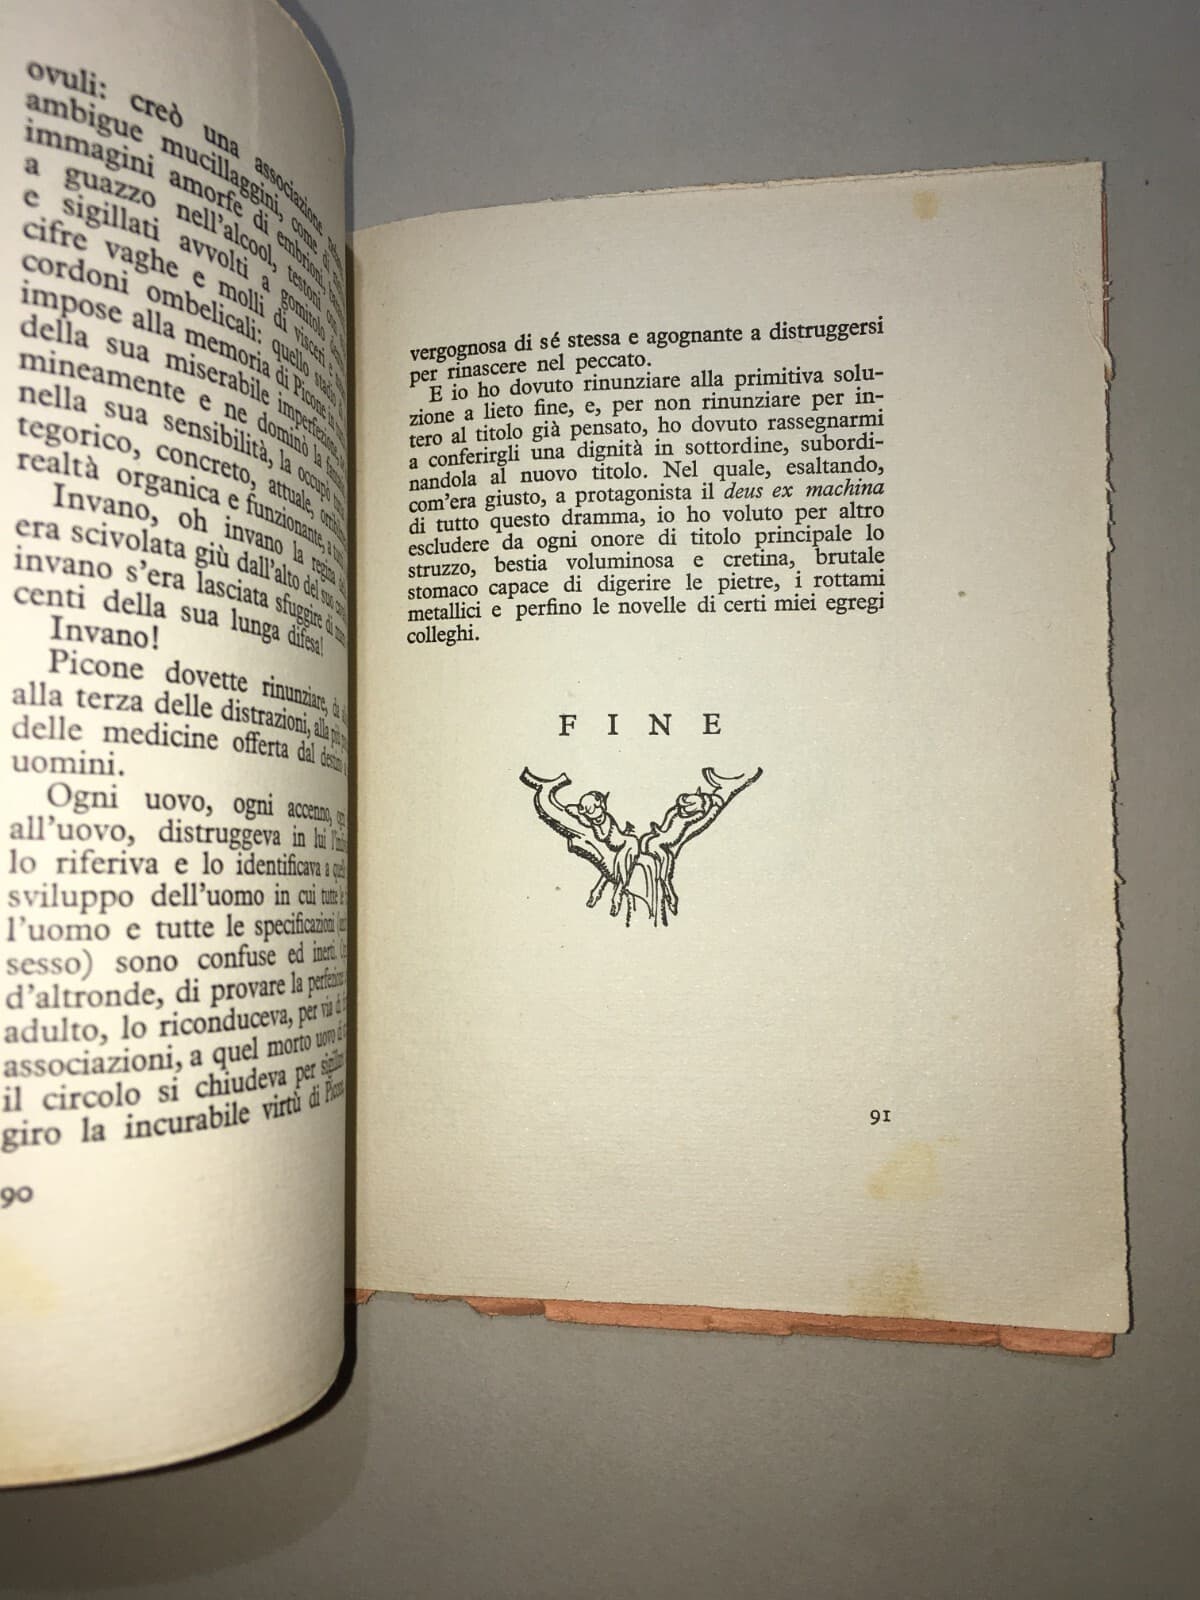 ovuli: creò una associazione
ambigue mucillaggini, come di
immagini amorfe di embrioni,
a guazzo nell'alcool, testoni
e sigillati avvolti a gomitolo
cifre vaghe e molli di visceri e
cordoni ombelicali: quello stadio
impose alla memoria di Picone in
della sua miserabile imperfezione,
mineamente e ne dominò la
nella sua sensibilità, la occupò
tegorico, concreto, attuale,
realtà organica e funzionante, a
Invano, oh invano la regina
era scivolata giù dall'alto del suo
invano s'era lasciata sfuggire di
centi della sua lunga difesa!
Invano!
Picone dovette rinunziare, da
alla terza delle distrazioni, alla più
delle medicine offerta dal destino
uomini.
Ogni uovo, ogni accenno,
all'uovo, distruggeva in lui
lo riferiva e lo identificava a
sviluppo dell'uomo in cui tutte le
l'uomo e tutte le specificazioni
sesso) sono confuse ed inerti.
d'altronde, di provare la perfezione
adulto, lo riconduceva, per via di
associazioni, a quel morto uovo
il circolo si chiudeva per sigillare
giro la incurabile virtù di
90
vergognosa di sé stessa e agognante a distruggersi
per rinascere nel peccato.
E io ho dovuto rinunziare alla primitiva solu-
zione a lieto fine, e, per non rinunziare per in-
tero al titolo già pensato, ho dovuto rassegnarmi
a conferirgli una dignità in sottordine, subordi-
nandola al nuovo titolo. Nel quale, esaltando,
com'era giusto, a protagonista il deus ex machina
di tutto questo dramma, io ho voluto per altro
escludere da ogni onore di titolo principale lo
struzzo, bestia voluminosa e cretina, brutale
stomaco capace di digerire le pietre, i rottami
metallici e perfino le novelle di certi miei egregi
colleghi.
FINE
91